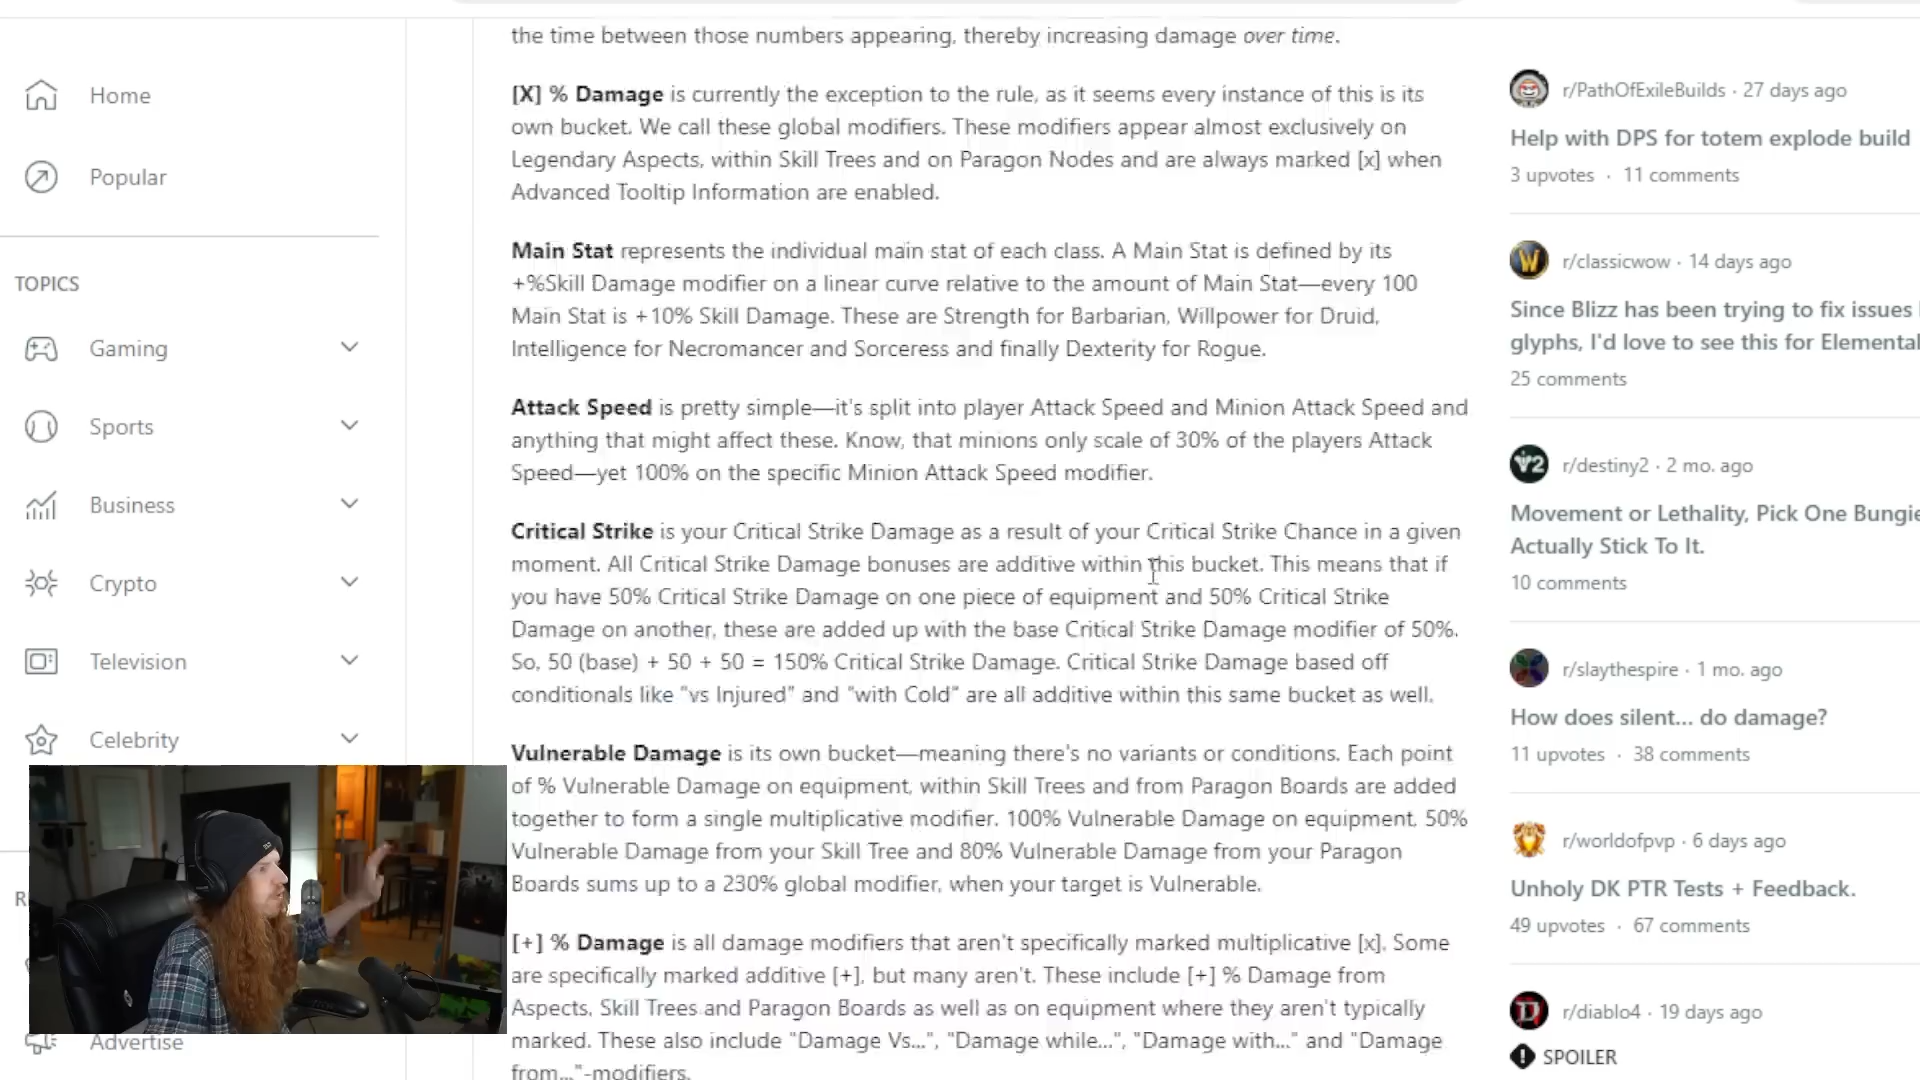 Home
Popular
TOPICS
Gaming
Sports
Business
Crypto
Television
Celebrity
R
Advertise
the time between those numbers appearing, thereby increasing damage over time.
[X] % Damage is currently the exception to the rule, as it seems every instance of this is its
own bucket. We call these global modifiers. These modifiers appear almost exclusively on
Legendary Aspects, within Skill Trees and on Paragon Nodes and are always marked [x] when
Advanced Tooltip Information are enabled.
Main Stat represents the individual main stat of each class. A Main Stat is defined by its
+%Skill Damage modifier on a linear curve relative to the amount of Main Stat—every 100
Main Stat is +10% Skill Damage. These are Strength for Barbarian, Willpower for Druid,
Intelligence for Necromancer and Sorceress and finally Dexterity for Rogue.
Attack Speed is pretty simple—it's split into player Attack Speed and Minion Attack Speed and
anything that might affect these. Know, that minions only scale of 30% of the players Attack
Speed—yet 100% on the specific Minion Attack Speed modifier.
Critical Strike is your Critical Strike Damage as a result of your Critical Strike Chance in a given
moment. All Critical Strike Damage bonuses are additive within this bucket. This means that if
you have 50% Critical Strike Damage on one piece of equipment and 50% Critical Strike
Damage on another, these are added up with the base Critical Strike Damage modifier of 50%.
So, 50 (base) + 50 + 50 = 150% Critical Strike Damage. Critical Strike Damage based off
conditionals like "vs Injured" and "with Cold" are all additive within this same bucket as well.
Vulnerable Damage is its own bucket—meaning there's no variants or conditions. Each point
of % Vulnerable Damage on equipment, within Skill Trees and from Paragon Boards are added
together to form a single multiplicative modifier. 100% Vulnerable Damage on equipment, 50%
Vulnerable Damage from your Skill Tree and 80% Vulnerable Damage from your Paragon
Boards sums up to a 230% global modifier, when your target is Vulnerable.
[+] % Damage is all damage modifiers that aren't specifically marked multiplicative [x]. Some
are specifically marked additive [+], but many aren't. These include [+] % Damage from
Aspects, Skill Trees and Paragon Boards as well as on equipment where they aren't typically
marked. These also include "Damage Vs...", "Damage while...", "Damage with..." and "Damage
from..."-modifiers.
r/PathOfExileBuilds · 27 days ago
Help with DPS for totem explode build
3 upvotes · 11 comments
r/classicwow · 14 days ago
Since Blizz has been trying to fix issues
glyphs, I'd love to see this for Elemental
25 comments
r/destiny2 · 2 mo. ago
Movement or Lethality, Pick One Bungie
Actually Stick To It.
10 comments
r/slaythespire · 1 mo. ago
How does silent... do damage?
11 upvotes · 38 comments
r/worldofpvp · 6 days ago
Unholy DK PTR Tests + Feedback.
49 upvotes · 67 comments
r/diablo4 · 19 days ago
SPOILER